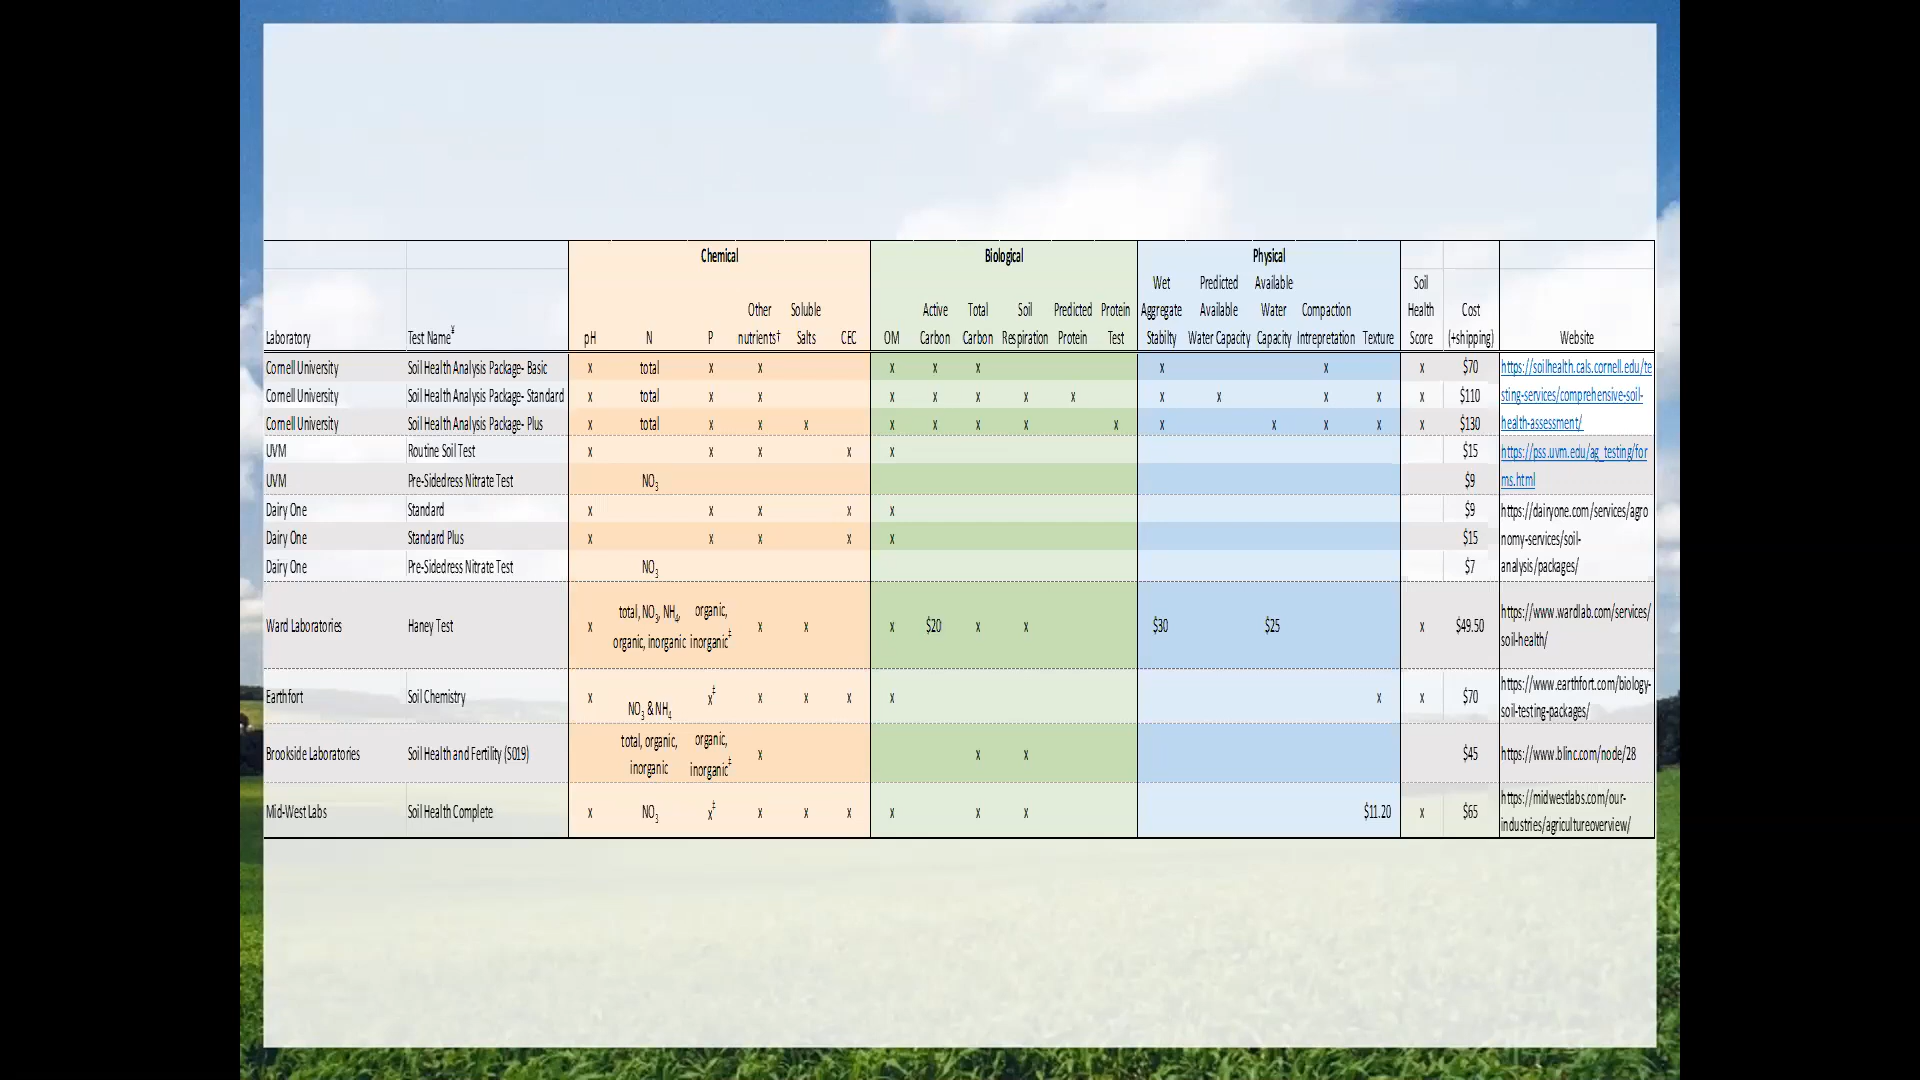 Chemical Biological Physical
Wet Predicted Available Soil
Other Soluble Active Total Soil Predicted Protein Aggregate Available Water Compaction Health Cost
Laboratory Test Name¥ pH N P nutrients† Salts CEC OM Carbon Carbon Respiration Protein Test Stabilty Water Capacity Capacity Intrepretation Texture Score (+shipping) Website
Cornell University Soil Health Analysis Package- Basic x total x x x x x x x x $70 https://soilhealth.cals.cornell.edu/te
Cornell University Soil Health Analysis Package- Standard x total x x x x x x x x x x x x $110 sting-services/comprehensive-soil-
Cornell University Soil Health Analysis Package- Plus x total x x x x x x x x x x x x x $130 health-assessment/
UVM Routine Soil Test x x x x x $15 https://pss.uvm.edu/ag_testing/for
UVM Pre-Sidedress Nitrate Test NO3 $9 ms.html
Dairy One Standard x x x x x $9 https://dairyone.com/services/agro
Dairy One Standard Plus x x x x x $15 nomy-services/soil-
Dairy One Pre-Sidedress Nitrate Test NO3 $7 analysis/packages/
total, NO3, NH4, organic, https://www.wardlab.com/services/
Ward Laboratories Haney Test x x x x $20 x x $30 $25 x $49.50
organic, inorganic inorganic‡ soil-health/
https://www.earthfort.com/biology-
Earthfort Soil Chemistry x NO3 & NH4 x‡ x x x x x x $70
soil-testing-packages/
total, organic, organic,
Brookside Laboratories Soil Health and Fertility (S019) x x x $45 https://www.blinc.com/node/28
inorganic inorganic‡
https://midwestlabs.com/our-
Mid-West Labs Soil Health Complete x NO3 x‡ x x x x x x $11.20 x $65
industries/agricultureoverview/